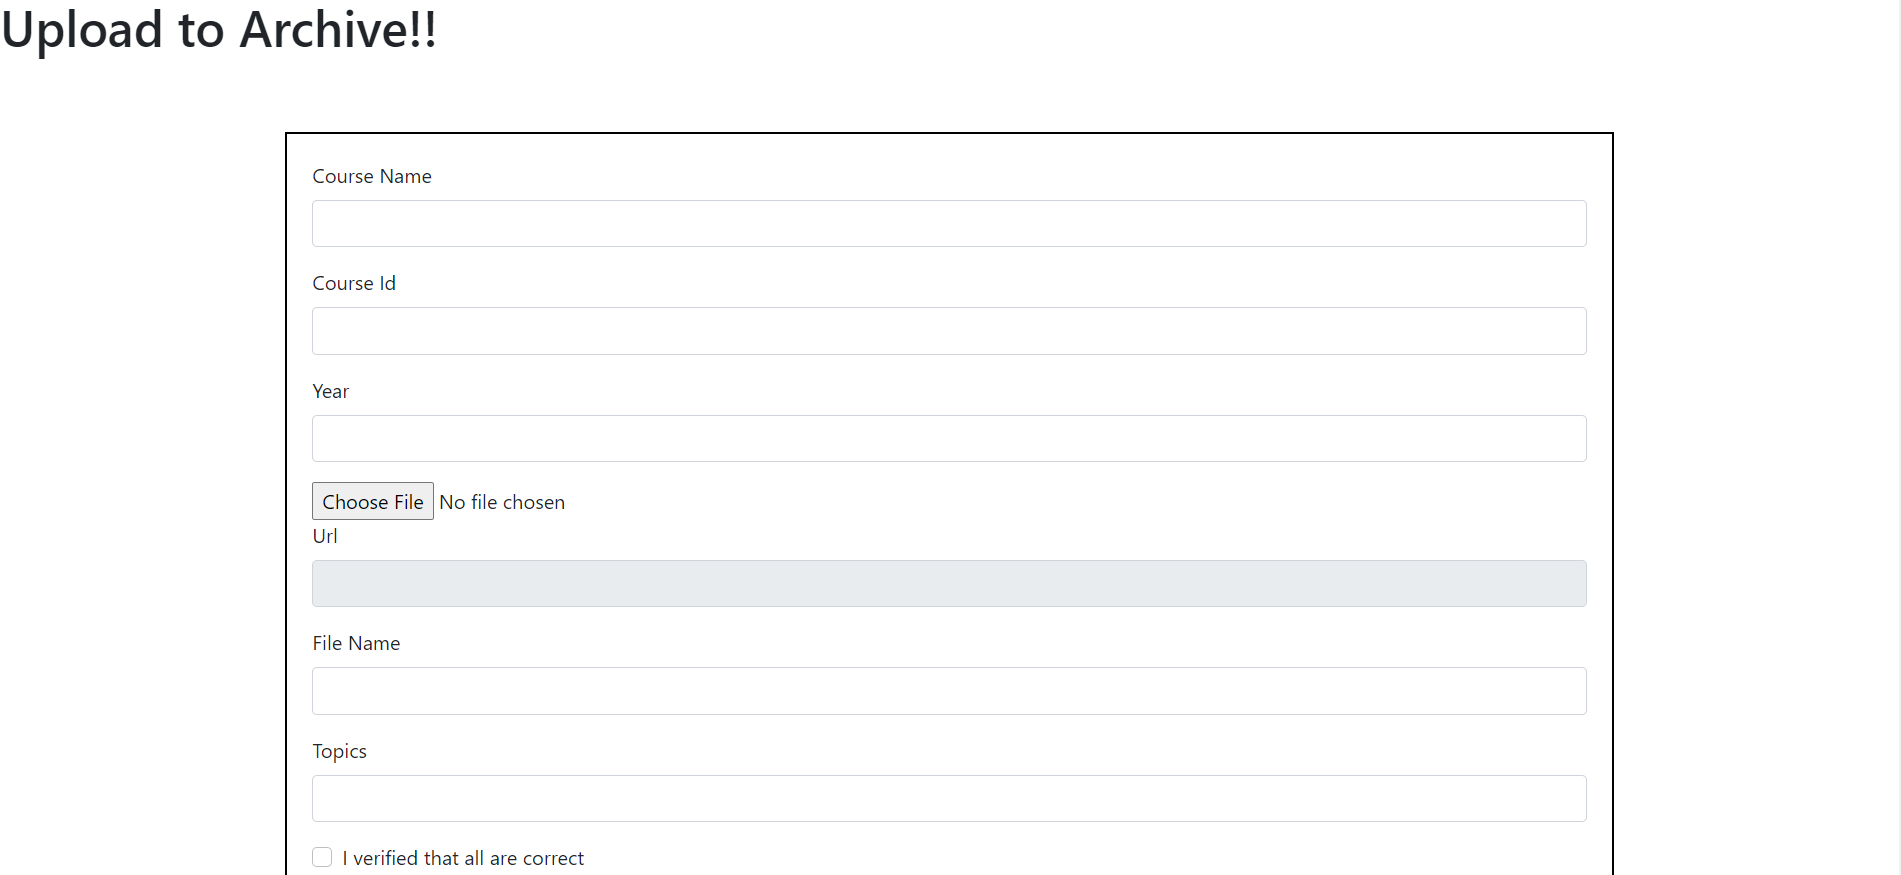 Upload to Archive!!
Course Name
Course Id
Year
Choose File No file chosen
Url
File Name
Topics
I verified that all are correct